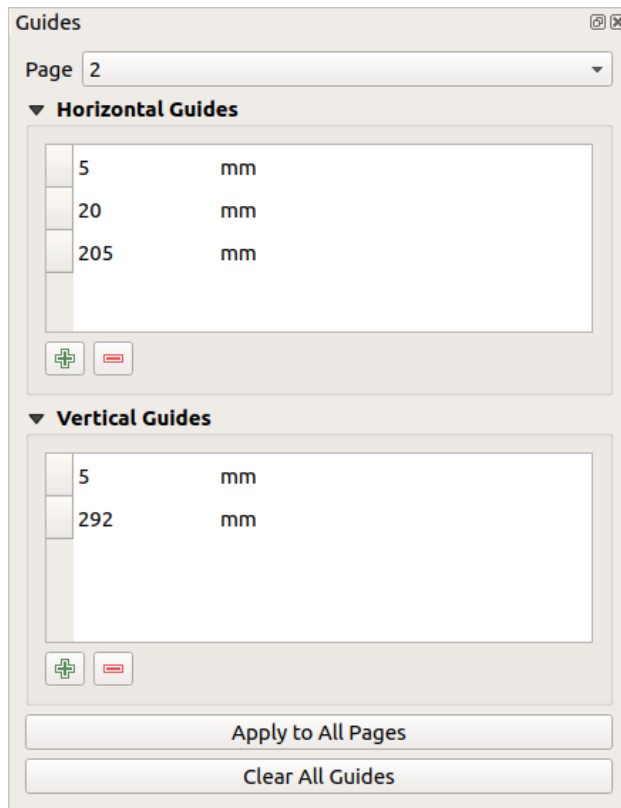 Guides
Page 2
Horizontal Guides
5 mm
20 mm
205 mm
Vertical Guides
5 mm
292 mm
Apply to All Pages
Clear All Guides